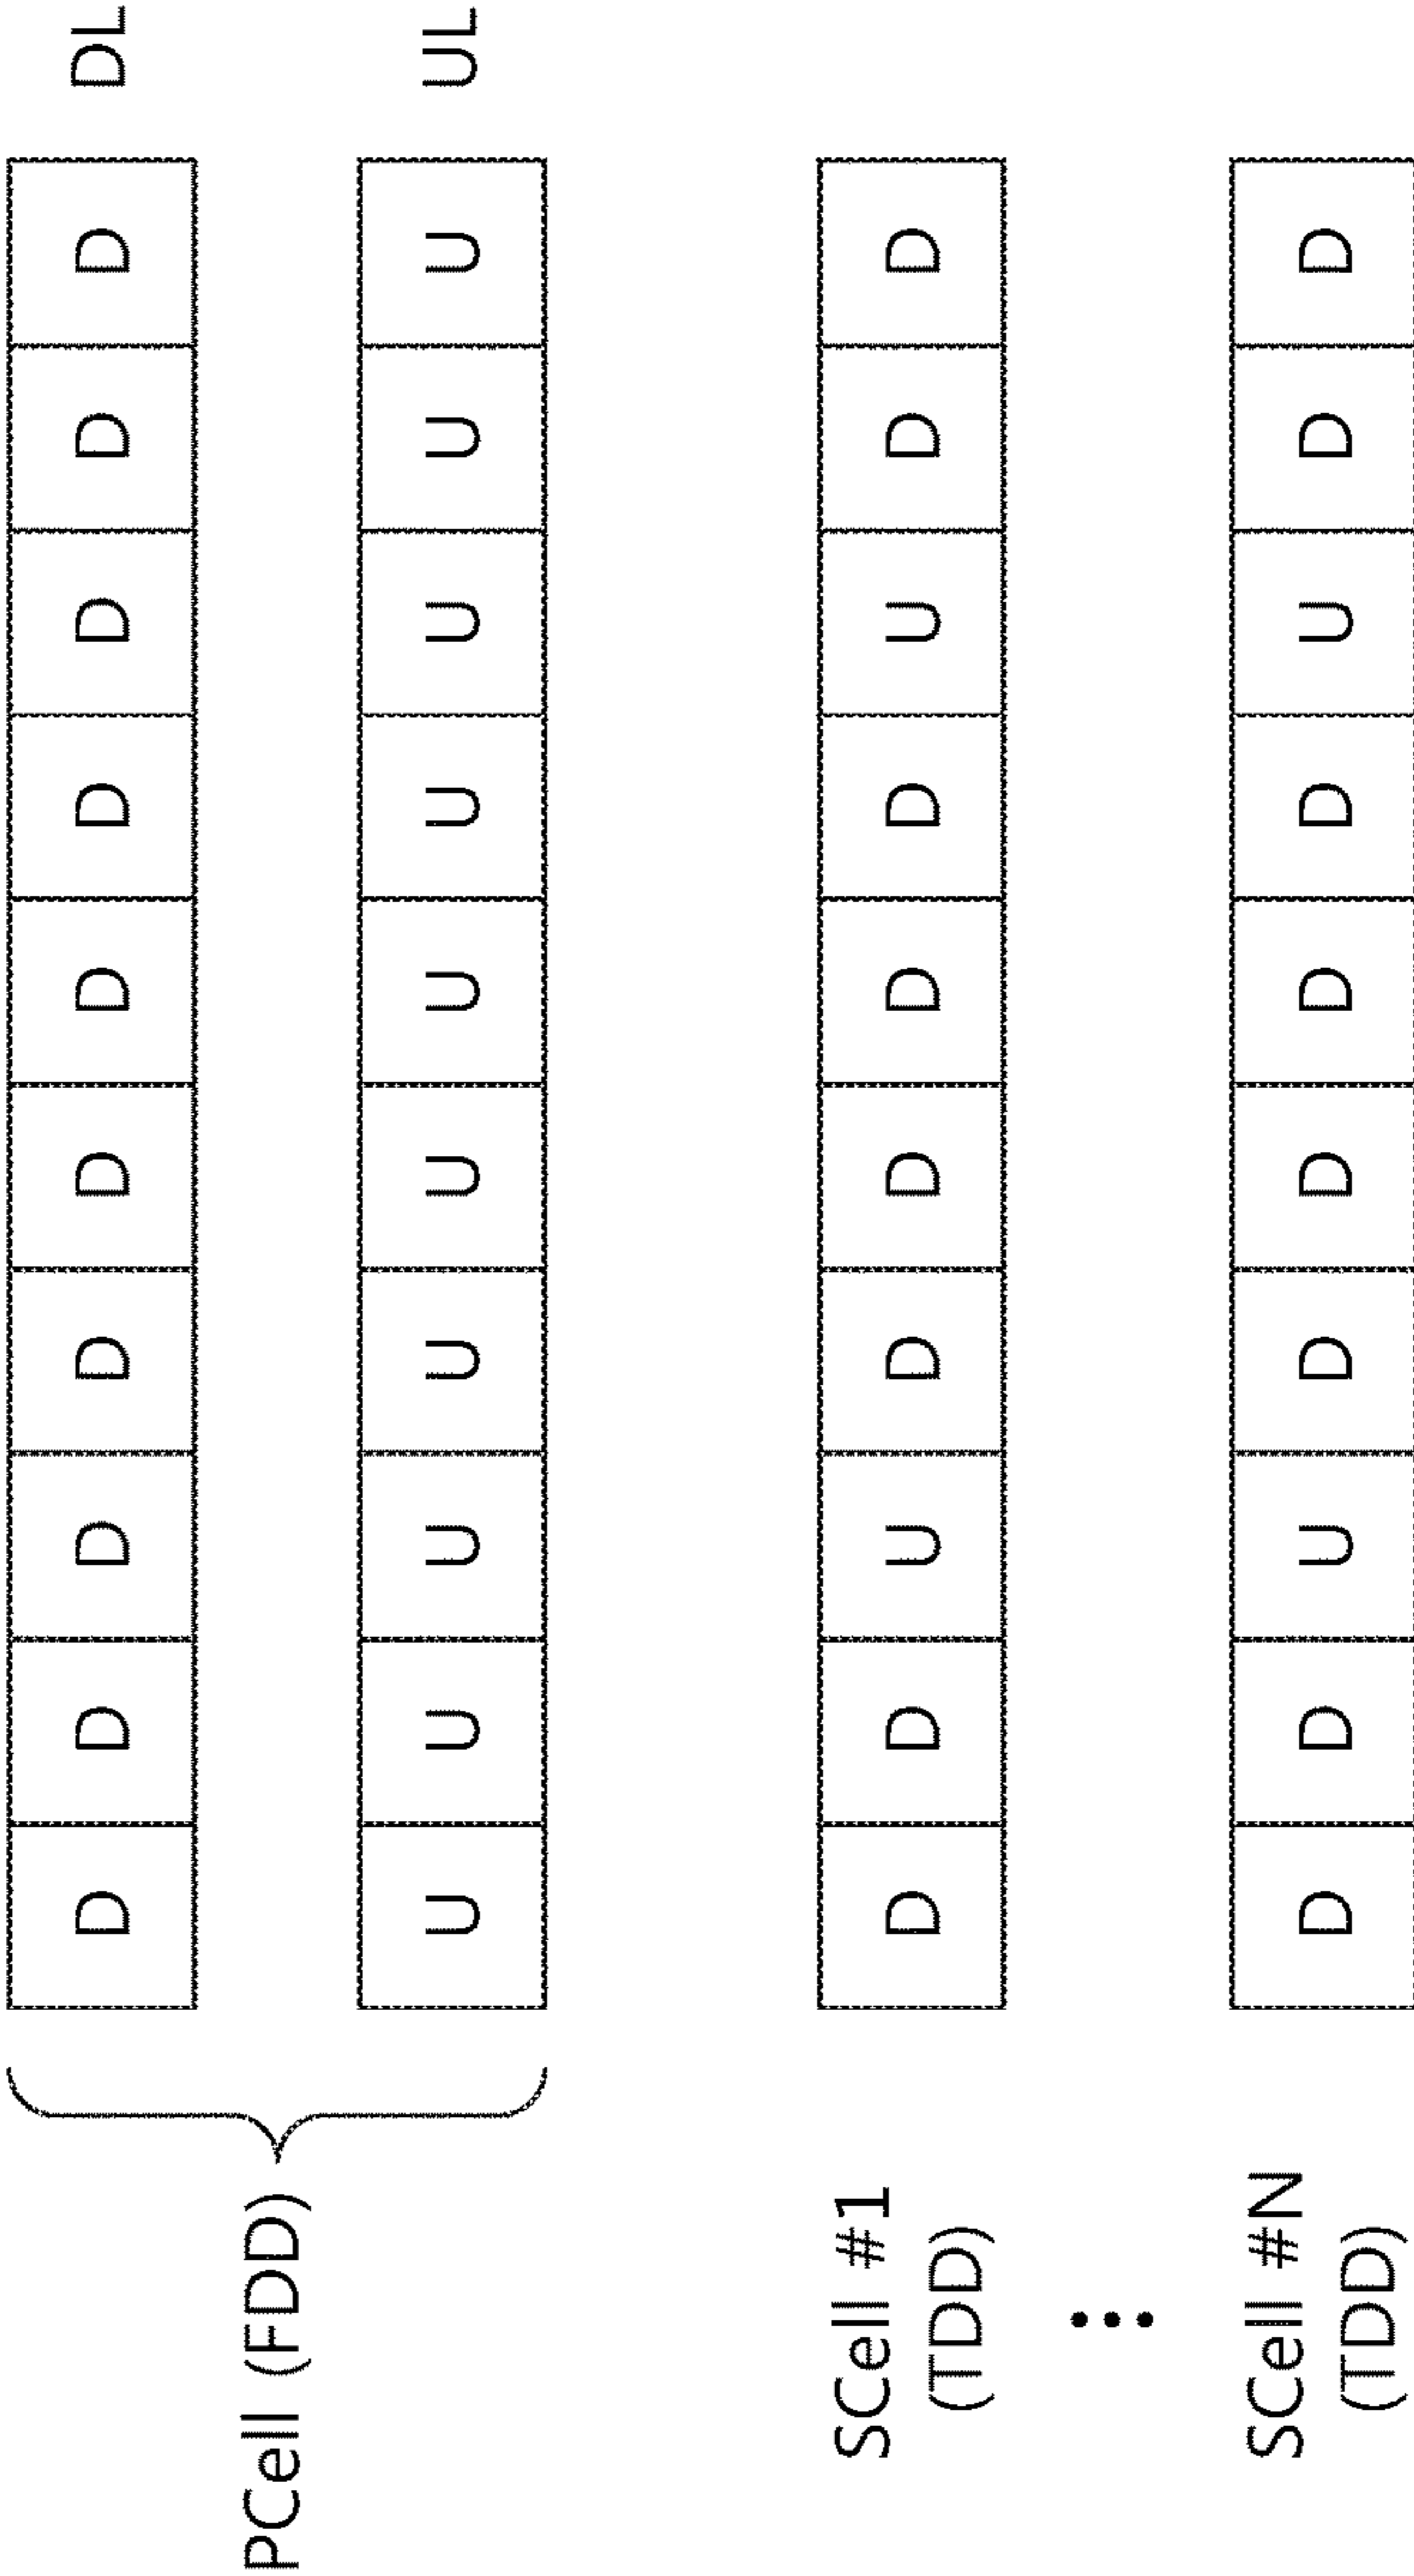 D D D D D D D D D D DL
PCell (FDD)
U U U U U U U U U U UL
SCell #1
(TDD)
D D U D D D D U D D
SCell #N
(TDD)
D D U D D D D U D D